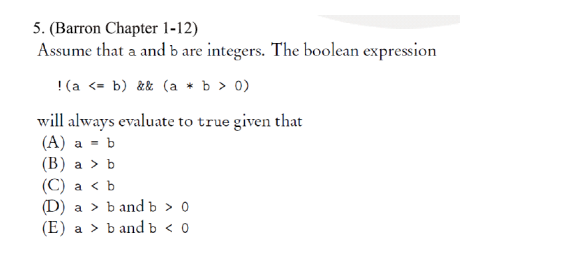 5. (Barron Chapter 1-12)
Assume that a and b are integers. The boolean expression
!(a <= b) && (a * b > 0)
will always evaluate to true given that
(A) a = b
(B) a > b
(C) a < b
(D) a > b and b > 0
(E) a > b and b < 0